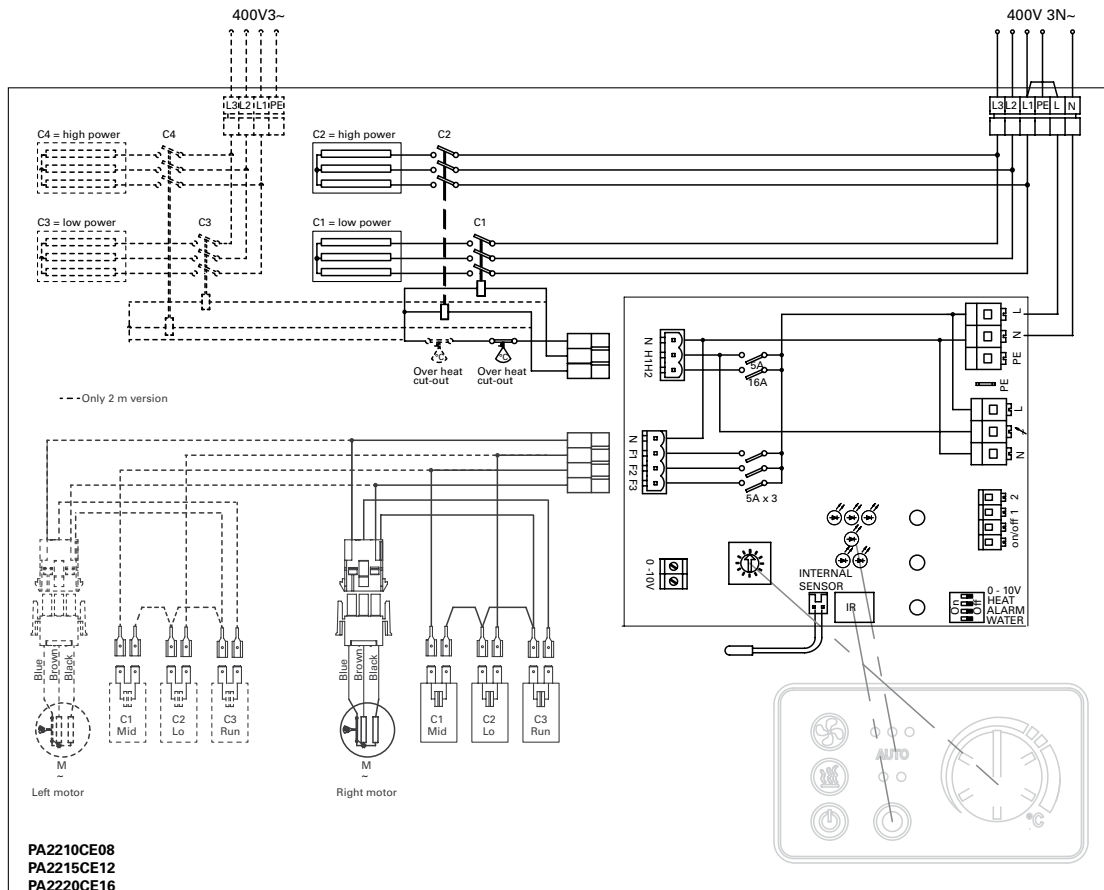 400V3~
400V 3N~
L3 L2 L1 PE
L3 L2 L1 PE L N
C4 = high power
C4
C2 = high power
C2
C3 = low power
C3
C1 = low power
C1
°C
°C
Over heat
cut-out
Over heat
cut-out
N H1 H2
5A
16A
L
N
PE
PE
L
N
--- Only 2 m version
N F1 F2 F3
5A x 3
on/off 1 2
0 - 10V
INTERNAL
SENSOR
IR
On
Off
0 - 10V
HEAT
ALARM
WATER
Blue
Brown
Black
Blue
Brown
Black
C1
Mid
C2
Lo
C3
Run
C1
Mid
C2
Lo
C3
Run
M
~
Left motor
M
~
Right motor
AUTO
°C
PA2210CE08
PA2215CE12
PA2220CE16